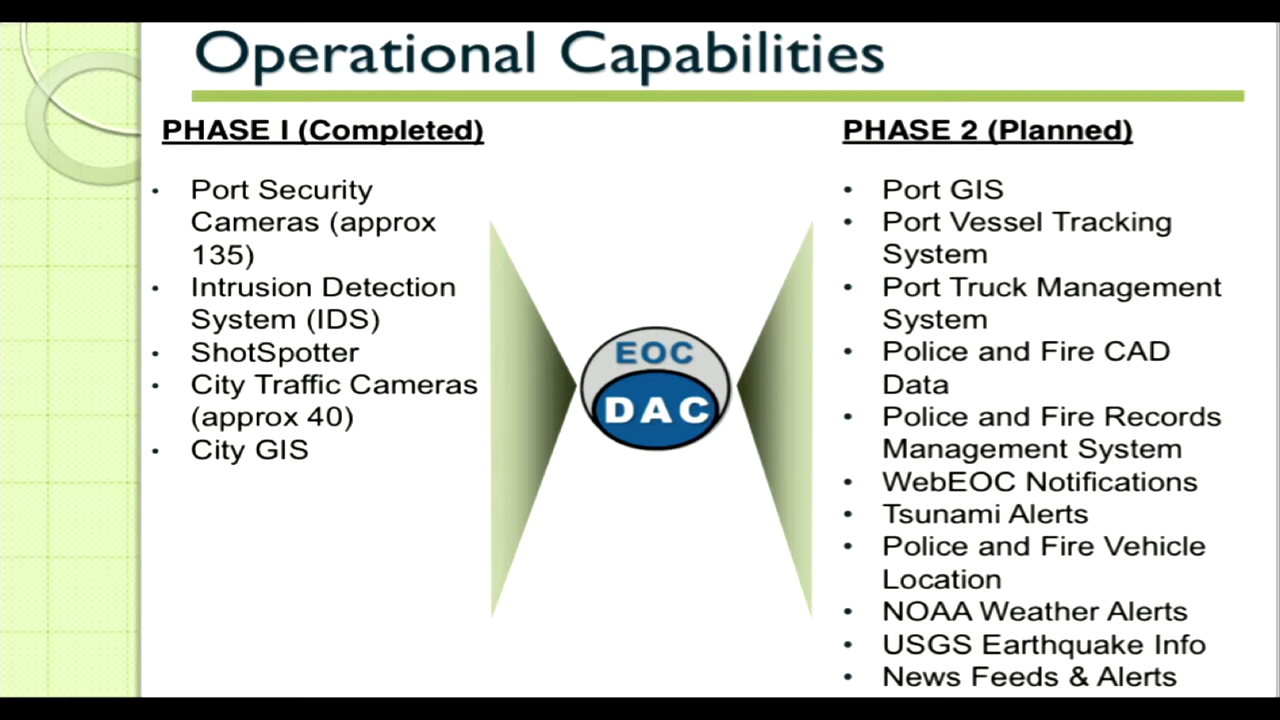 Operational Capabilities
PHASE I (Completed)
• Port Security
Cameras (approx
135)
• Intrusion Detection
System (IDS)
• ShotSpotter
• City Traffic Cameras
(approx 40)
• City GIS
EOC
DAC
PHASE 2 (Planned)
• Port GIS
• Port Vessel Tracking
System
• Port Truck Management
System
• Police and Fire CAD
Data
• Police and Fire Records
Management System
• WebEOC Notifications
• Tsunami Alerts
• Police and Fire Vehicle
Location
• NOAA Weather Alerts
• USGS Earthquake Info
• News Feeds & Alerts